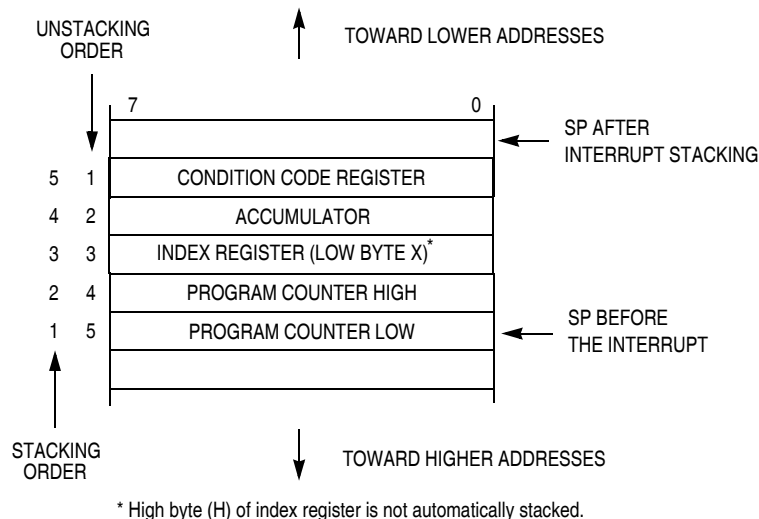 UNSTACKING
ORDER
TOWARD LOWER ADDRESSES
7 0
SP AFTER
INTERRUPT STACKING
5 1 CONDITION CODE REGISTER
4 2 ACCUMULATOR
3 3 INDEX REGISTER (LOW BYTE X)*
2 4 PROGRAM COUNTER HIGH
1 5 PROGRAM COUNTER LOW
SP BEFORE
THE INTERRUPT
STACKING
ORDER
TOWARD HIGHER ADDRESSES
* High byte (H) of index register is not automatically stacked.